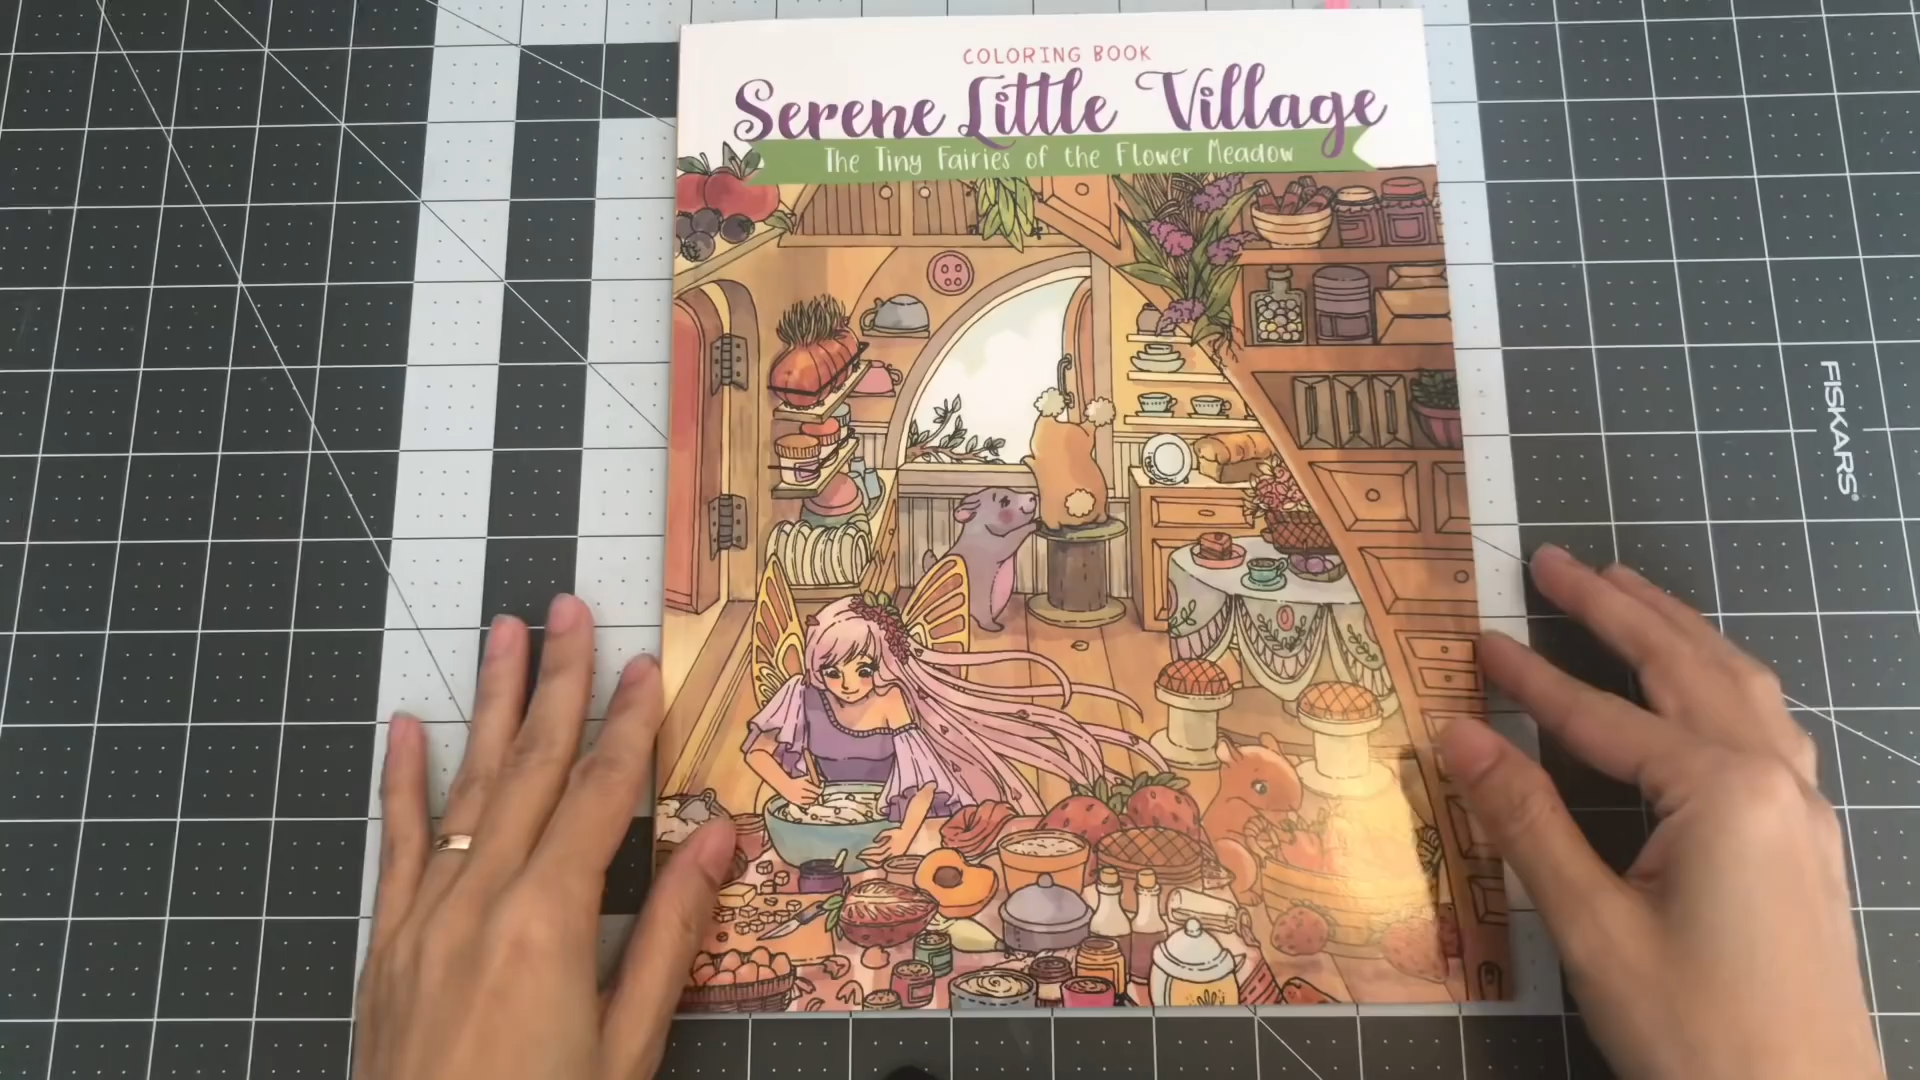 COLORING BOOK
Serene Little Village
The Tiny Fairies of the Flower Meadow
FISKARS®